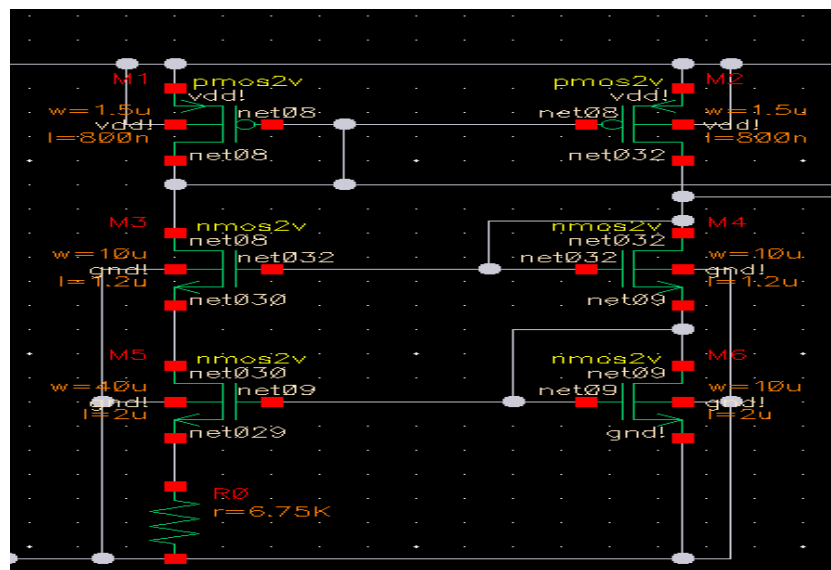 M1 pmos2v pmos2v M2
vdd! vdd!
w=1.5u net08 net08 w=1.5u
vdd! vdd!
l=800n l=800n
net08 net032
M3 nmos2v nmos2v M4
net08 net032
w=10u net032 net032 w=10u
gnd! gnd!
l=1.2u l=1.2u
net030 net09
M5 nmos2v nmos2v M6
net030 net09
w=40u net09 net09 w=10u
gnd! gnd!
l=2u l=2u
net029 gnd!
R0
r=6.75K